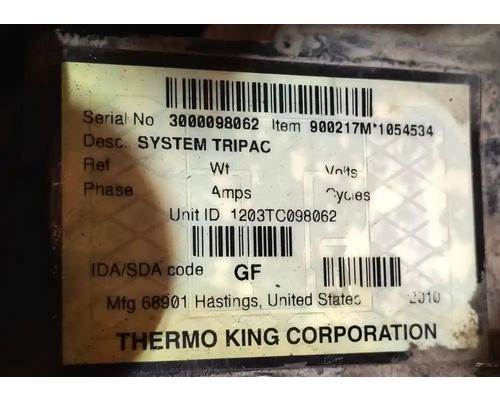 Serial No 3000098062 Item 900217M*1054534
Desc. SYSTEM TRIPAC
Ref Wt Volts
Phase Amps Cycles
Unit ID 1203TC098062
IDA/SDA code GF
Mfg 68901 Hastings, United States 2010
THERMO KING CORPORATION